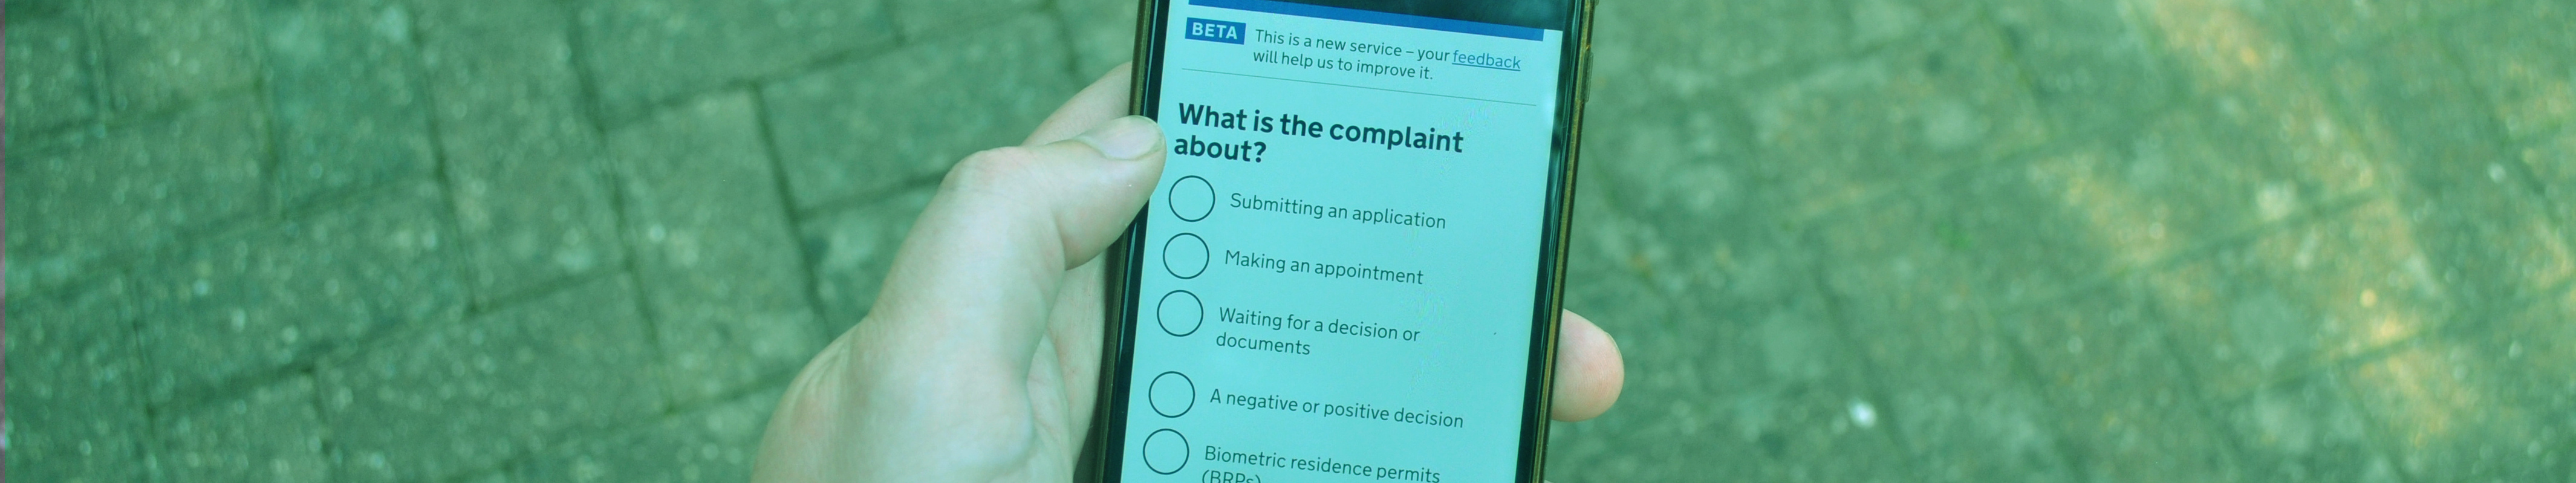 BETA This is a new service – your feedback
will help us to improve it.
What is the complaint
about?
Submitting an application
Making an appointment
Waiting for a decision or
documents
A negative or positive decision
Biometric residence permits
(BRPs)